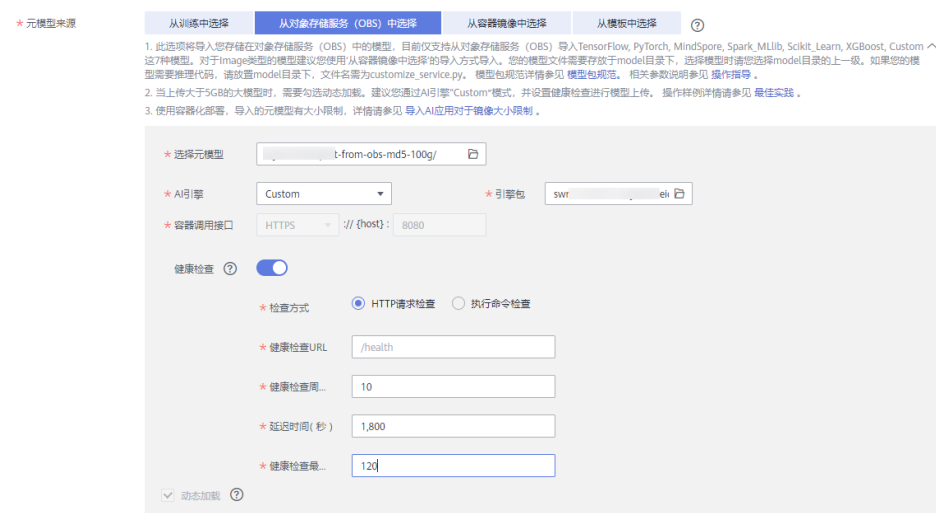 * 元模型来源
从训练中选择 从对象存储服务（OBS）中选择 从容器镜像中选择 从模板中选择 ?
1. 此选项将导入您存储在对象存储服务（OBS）中的模型，目前仅支持从对象存储服务（OBS）导入TensorFlow, PyTorch, MindSpore, Spark_MLlib, Scikit_Learn, XGBoost, Custom
这7种模型。对于Image类型的模型建议您使用‘从容器镜像中选择’的导入方式导入。您的模型文件需要存放于model目录下，选择模型时请您选择model目录的上一级。如果您的模
型需要推理代码，请放置model目录下，文件名需为customize_service.py。 模型包规范详情参见 模型包规范。 相关参数说明参见 操作指导 。
2. 当上传大于5GB的大模型时，需要勾选动态加载。建议您通过AI引擎“Custom”模式，并设置健康检查进行模型上传。 操作样例详情请参见 最佳实践 。
3. 使用容器化部署，导入的元模型有大小限制，详情请参见 导入AI应用对于镜像大小限制 。
* 选择元模型 t-from-obs-md5-100g/
* AI引擎 Custom * 引擎包 swr
* 容器调用接口 HTTPS :// {host} : 8080
健康检查 ?
* 检查方式 HTTP请求检查 执行命令检查
* 健康检查URL /health
* 健康检查周... 10
* 延迟时间( 秒 ) 1,800
* 健康检查最... 120
动态加载 ?